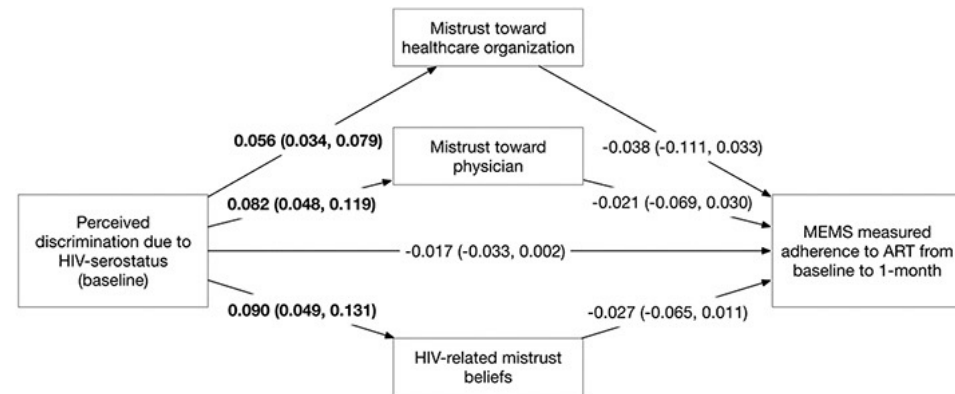 Mistrust toward
healthcare organization
0.056 (0.034, 0.079)
-0.038 (-0.111, 0.033)
Mistrust toward
physician
0.082 (0.048, 0.119)
-0.021 (-0.069, 0.030)
Perceived
discrimination due to
HIV-serostatus
(baseline)
-0.017 (-0.033, 0.002)
MEMS measured
adherence to ART from
baseline to 1-month
0.090 (0.049, 0.131)
-0.027 (-0.065, 0.011)
HIV-related mistrust
beliefs